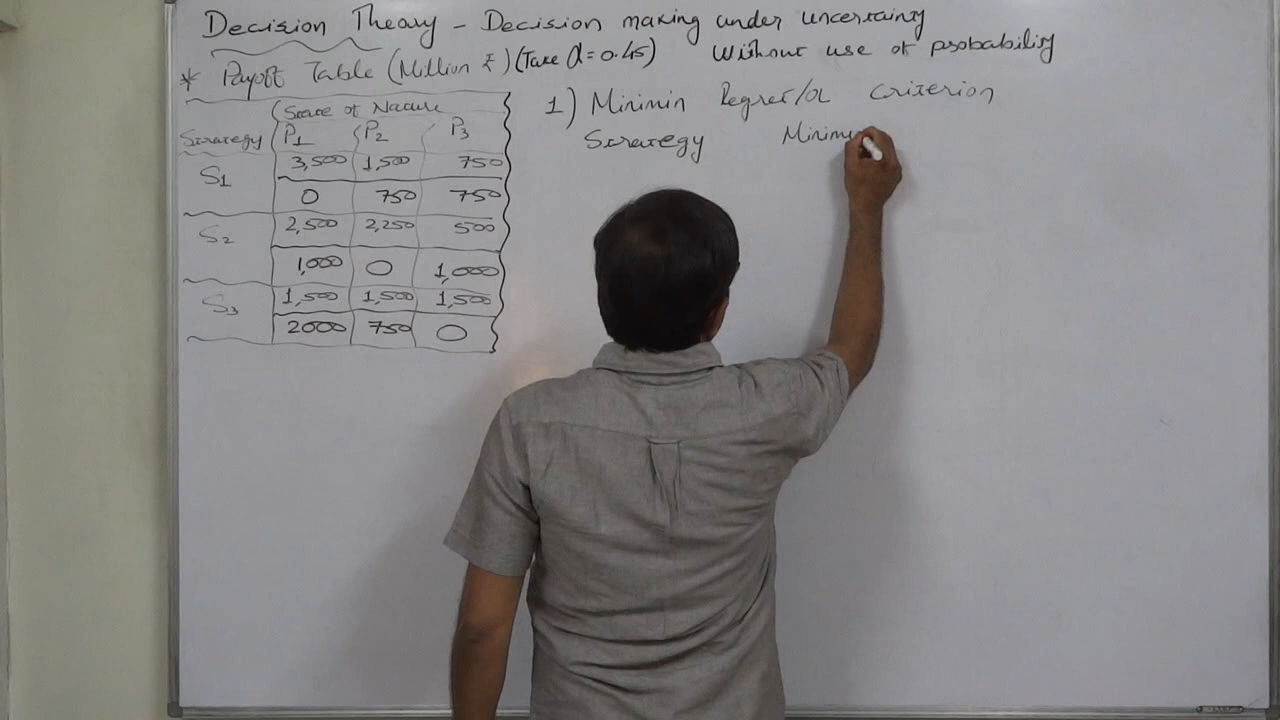 Decision Theory - Decision making under uncertainty
* Payoff Table (Million ₹) (Take α = 0.45) Without use of probability
State of Nature
Strategy P1 P2 P3
S1 3,500 1,500 750
0 750 750
S2 2,500 2,250 500
1,000 0 1,000
S3 1,500 1,500 1,500
2000 750 0
1) Minimin Regret/OL Criterion
Strategy Minimu